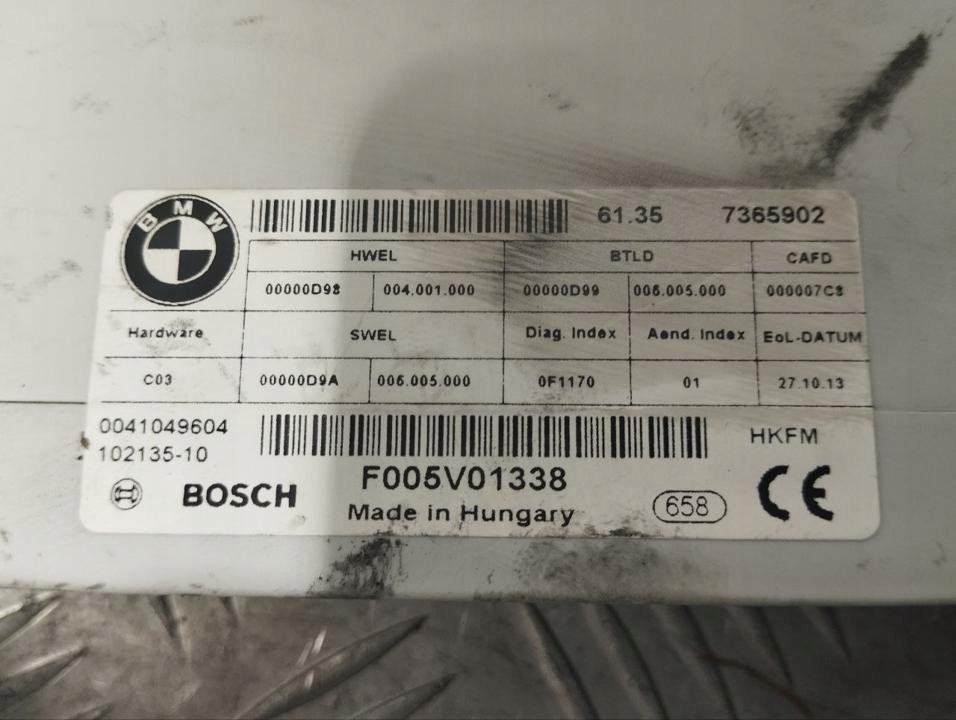 BMW
61.35 7365902
HWEL BTLD CAFD
00000D98 004.001.000 00000D99 006.005.000 000007C8
Hardware SWEL Diag. Index Aend. Index EoL-DATUM
C03 00000D9A 006.005.000 0F1170 01 27.10.13
0041049604 HKFM
102135-10
F005V01338
BOSCH Made in Hungary 658 CE